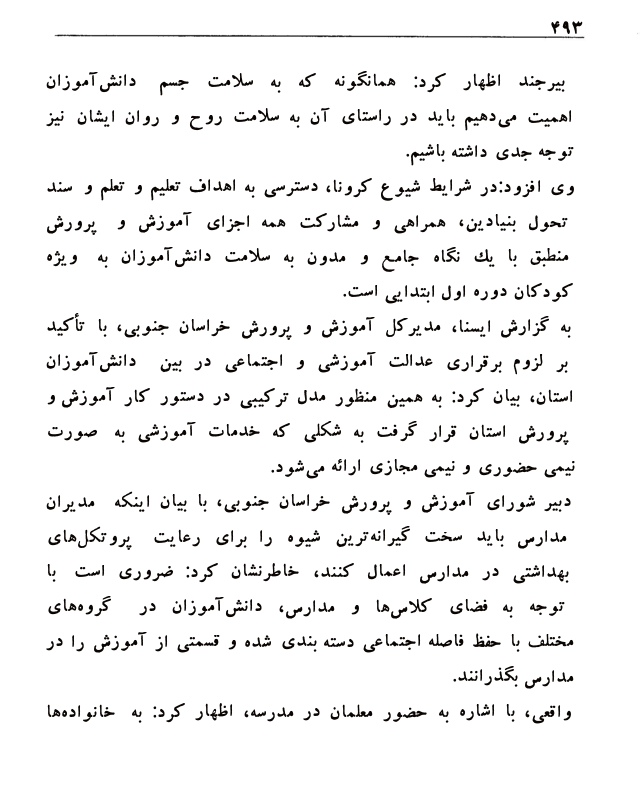 ۴۹۳
بیرجند اظهار کرد: همانگونه که به سلامت جسم دانش‌آموزان
اهمیت می‌دهیم باید در راستای آن به سلامت روح و روان ایشان نیز
توجه جدی داشته باشیم.
وی افزود:در شرایط شیوع کرونا، دسترسی به اهداف تعلیم و تعلم و سند
تحول بنیادین، همراهی و مشارکت همه اجزای آموزش و پرورش
منطبق با یك نگاه جامع و مدون به سلامت دانش‌آموزان به ویژه
کودکان دوره اول ابتدایی است.
به گزارش ایسنا، مدیرکل آموزش و پرورش خراسان جنوبی، با تأکید
بر لزوم برقراری عدالت آموزشی و اجتماعی در بین دانش‌آموزان
استان، بیان کرد: به همین منظور مدل ترکیبی در دستور کار آموزش و
پرورش استان قرار گرفت به شکلی که خدمات آموزشی به صورت
نیمی حضوری و نیمی مجازی ارائه می‌شود.
دبیر شورای آموزش و پرورش خراسان جنوبی، با بیان اینکه مدیران
مدارس باید سخت گیرانه‌ترین شیوه را برای رعایت پروتکل‌های
بهداشتی در مدارس اعمال کنند، خاطرنشان کرد: ضروری است با
توجه به فضای کلاس‌ها و مدارس، دانش‌آموزان در گروه‌های
مختلف با حفظ فاصله اجتماعی دسته بندی شده و قسمتی از آموزش را در
مدارس بگذرانند.
واقعی، با اشاره به حضور معلمان در مدرسه، اظهار کرد: به خانواده‌ها